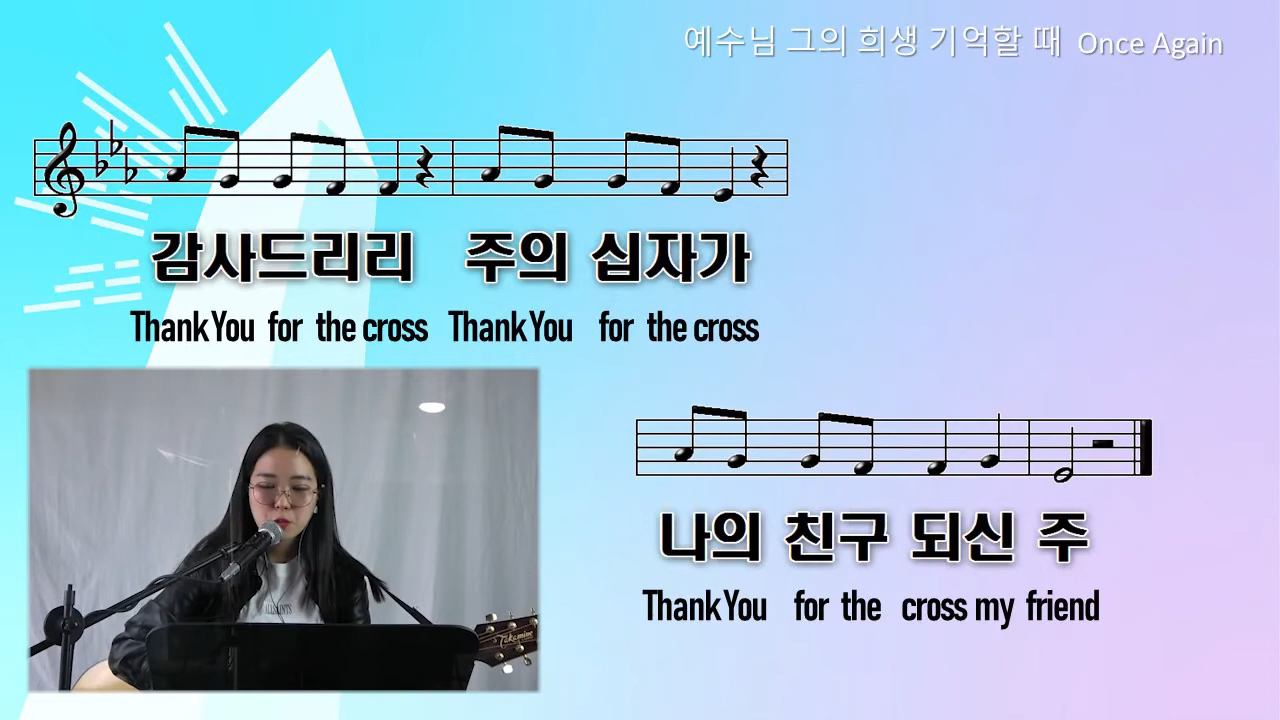 예수님 그의 희생 기억할 때 Once Again
감사드리리 주의 십자가
Thank You for the cross Thank You for the cross
나의 친구 되신 주
Thank You for the cross my friend
ALLSAINTS
Takamine